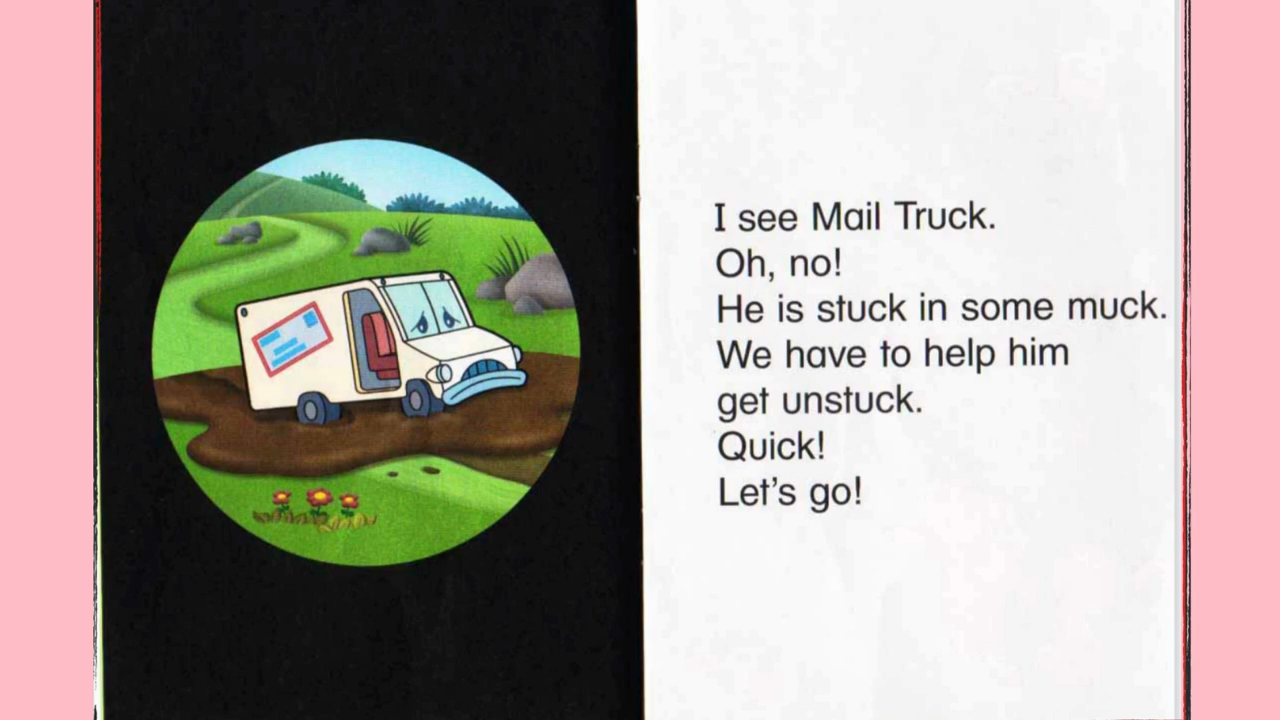 I see Mail Truck.
Oh, no!
He is stuck in some muck.
We have to help him
get unstuck.
Quick!
Let's go!